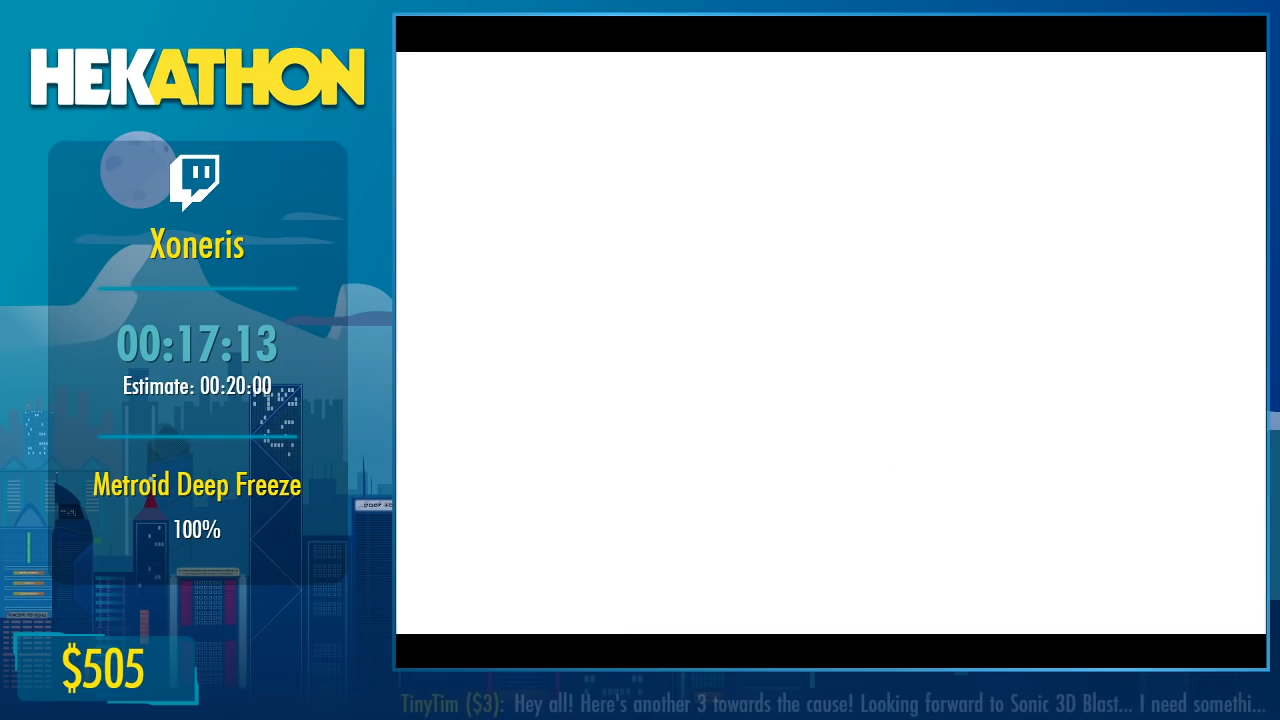 HEKATHON
Xoneris
00:17:13
Estimate: 00:20:00
Metroid Deep Freeze
100%
$505
TinyTim ($3): Hey all! Here's another 3 towards the cause! Looking forward to Sonic 3D Blast... I need somethi...